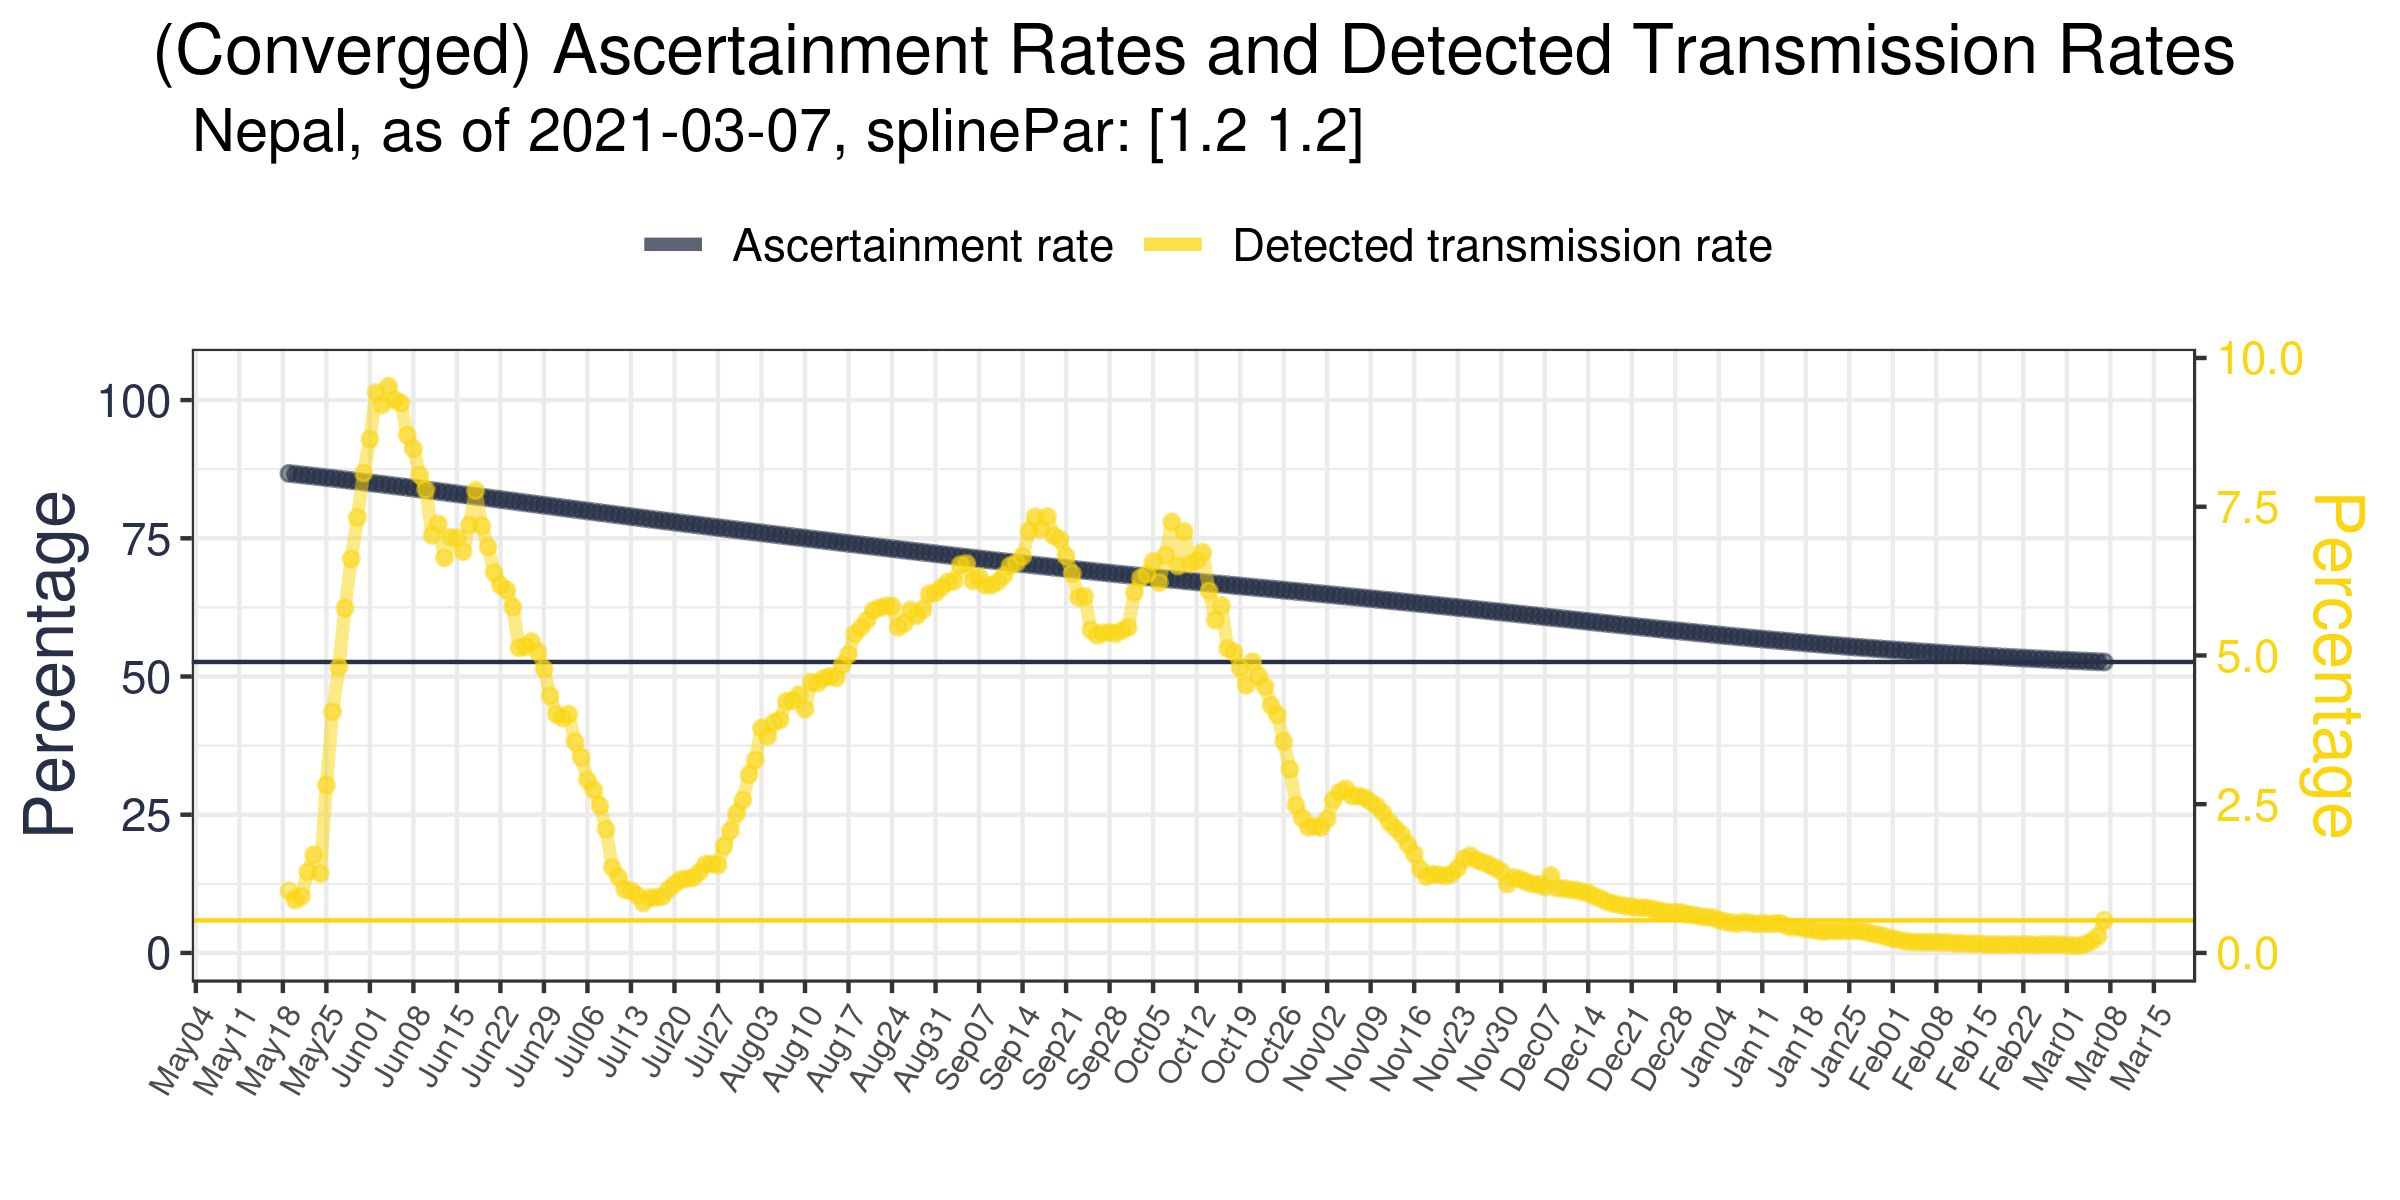 (Converged) Ascertainment Rates and Detected Transmission Rates
Nepal, as of 2021-03-07, splinePar: [1.2 1.2]
Ascertainment rate
Detected transmission rate
Percentage
100
75
50
25
0
10.0
7.5
5.0
2.5
0.0
Percentage
May04
May11
May18
May25
Jun01
Jun08
Jun15
Jun22
Jun29
Jul06
Jul13
Jul20
Jul27
Aug03
Aug10
Aug17
Aug24
Aug31
Sep07
Sep14
Sep21
Sep28
Oct05
Oct12
Oct19
Oct26
Nov02
Nov09
Nov16
Nov23
Nov30
Dec07
Dec14
Dec21
Dec28
Jan04
Jan11
Jan18
Jan25
Feb01
Feb08
Feb15
Feb22
Mar01
Mar08
Mar15